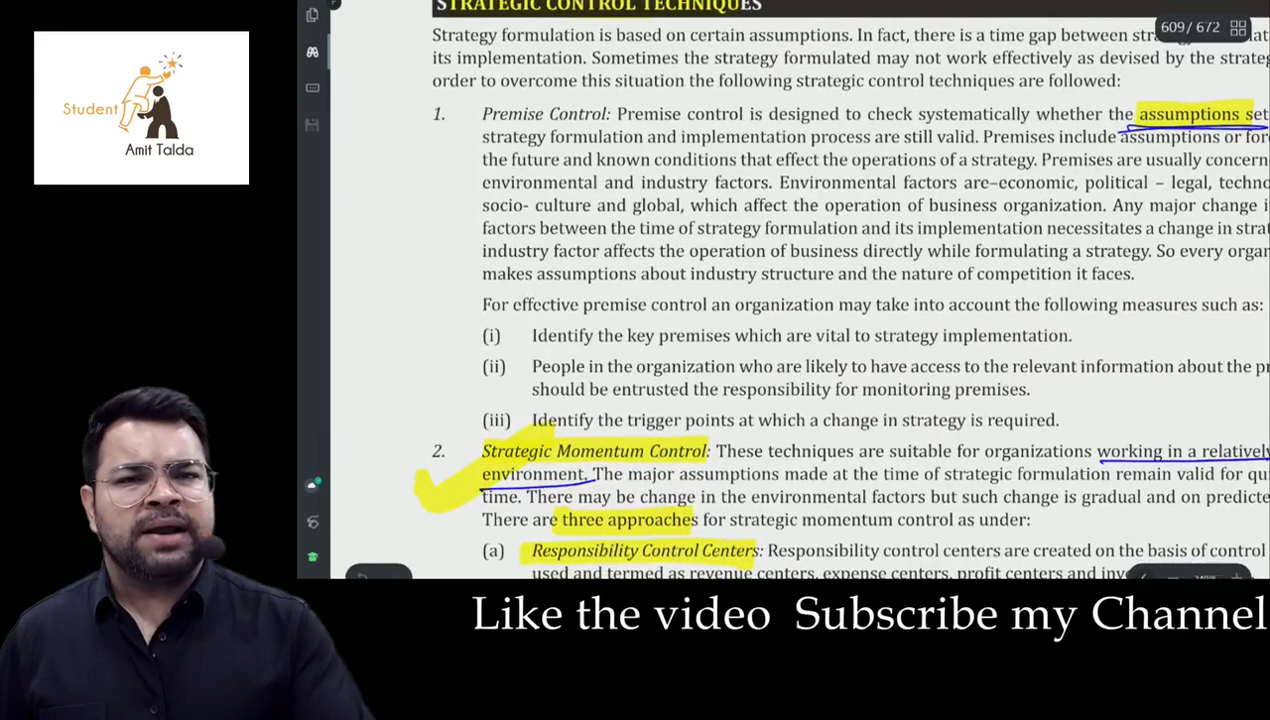 Student
Amit Talda
STRATEGIC CONTROL TECHNIQUES
609 / 672
Strategy formulation is based on certain assumptions. In fact, there is a time gap between
its implementation. Sometimes the strategy formulated may not work effectively as devised by the
order to overcome this situation the following strategic control techniques are followed:
1. Premise Control: Premise control is designed to check systematically whether the assumptions set
strategy formulation and implementation process are still valid. Premises include assumptions or
the future and known conditions that effect the operations of a strategy. Premises are usually
environmental and industry factors. Environmental factors are–economic, political – legal,
socio- culture and global, which affect the operation of business organization. Any major change
factors between the time of strategy formulation and its implementation necessitates a change in
industry factor affects the operation of business directly while formulating a strategy. So every
makes assumptions about industry structure and the nature of competition it faces.
For effective premise control an organization may take into account the following measures such as:
(i) Identify the key premises which are vital to strategy implementation.
(ii) People in the organization who are likely to have access to the relevant information about the
should be entrusted the responsibility for monitoring premises.
(iii) Identify the trigger points at which a change in strategy is required.
2. Strategic Momentum Control: These techniques are suitable for organizations working in a relatively
environment. The major assumptions made at the time of strategic formulation remain valid for
time. There may be change in the environmental factors but such change is gradual and on
There are three approaches for strategic momentum control as under:
(a) Responsibility Control Centers: Responsibility control centers are created on the basis of control
used and termed as revenue centers, expense centers, profit centers and
Like the video Subscribe my Channel